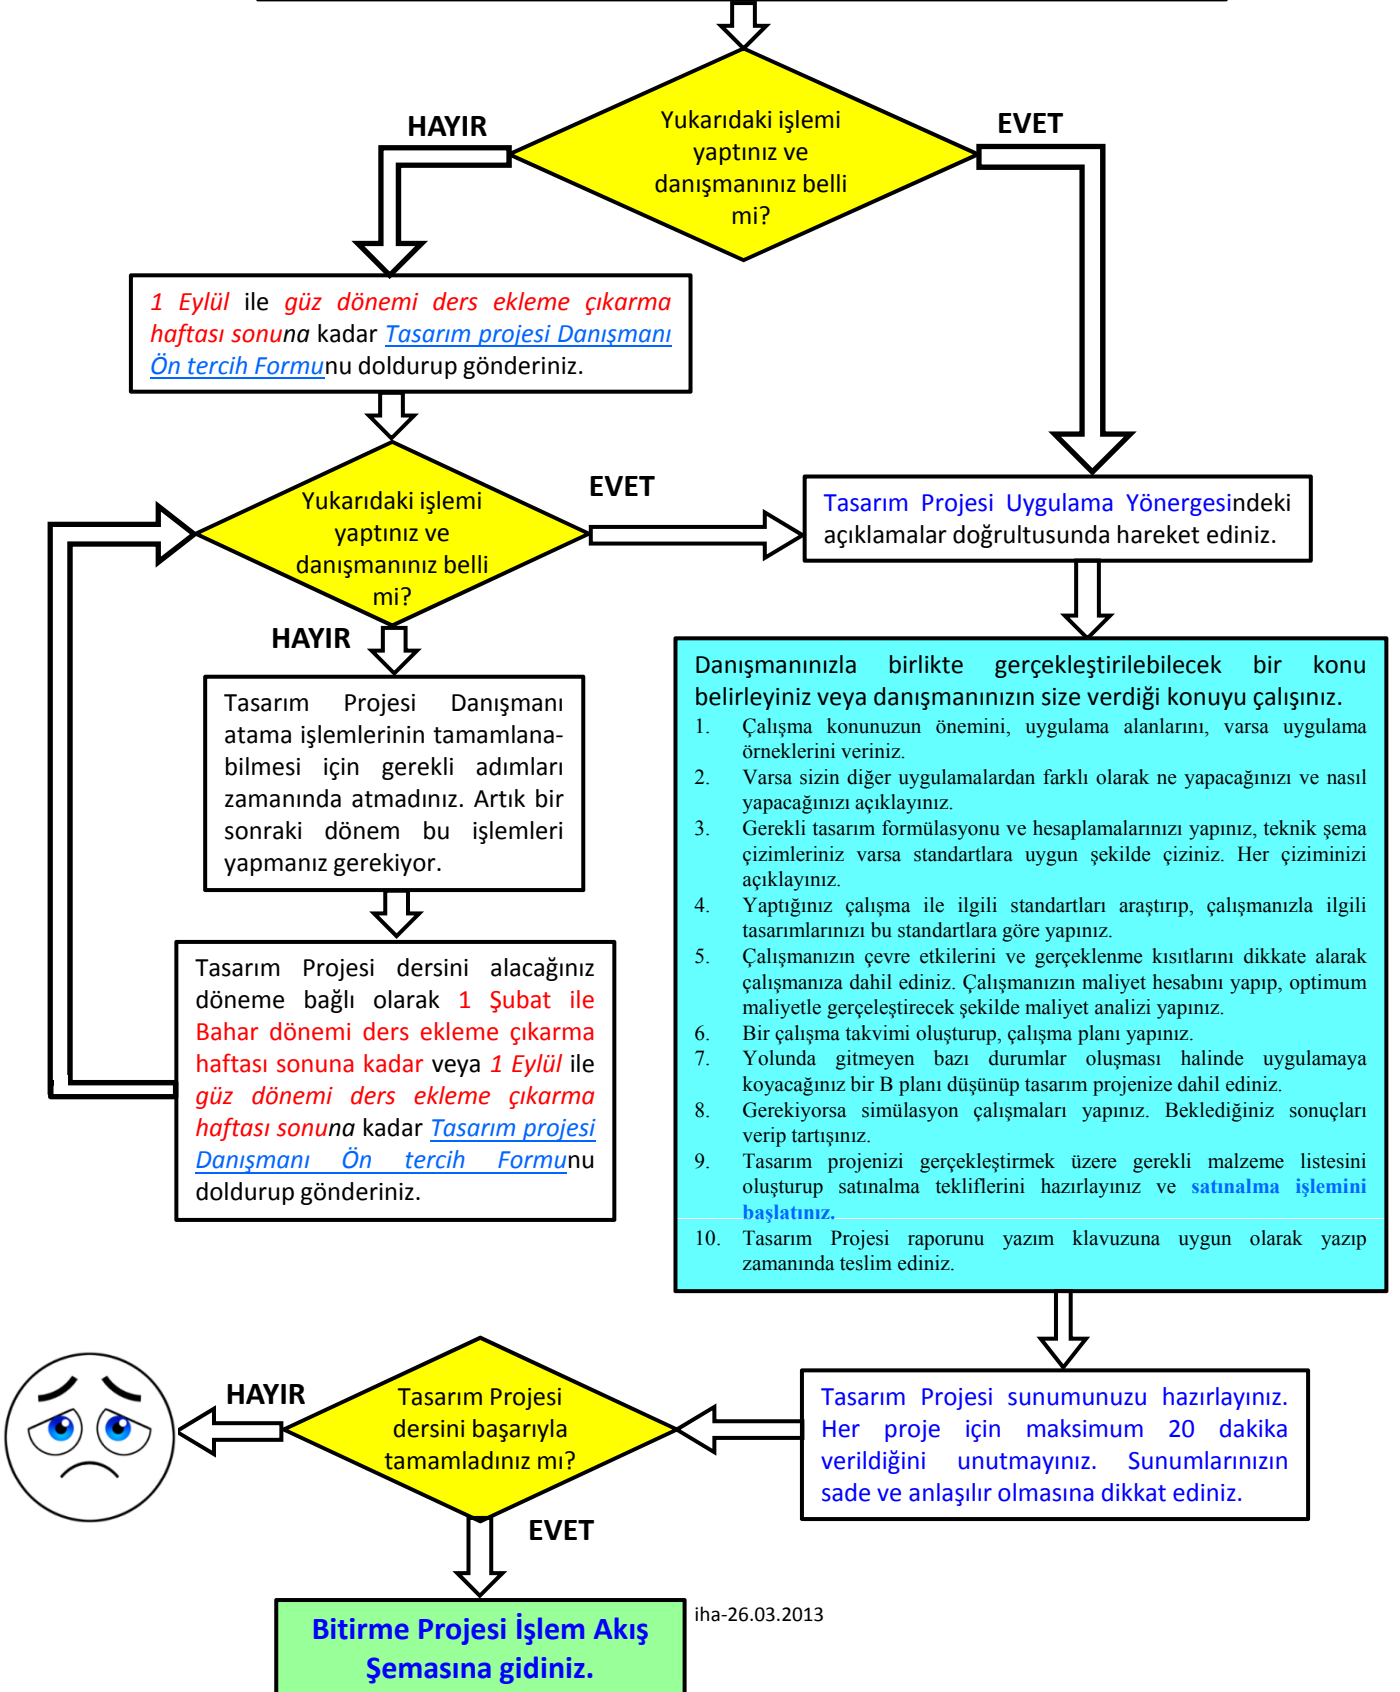 Yukarıdaki işlemi
yaptınız ve
danışmanınız belli
mi?
HAYIR
EVET
1 Eylül ile güz dönemi ders ekleme çıkarma
haftası sonuna kadar Tasarım projesi Danışmanı
Ön tercih Formunu doldurup gönderiniz.
Yukarıdaki işlemi
yaptınız ve
danışmanınız belli
mi?
EVET
HAYIR
Tasarım Projesi Uygulama Yönergesindeki
açıklamalar doğrultusunda hareket ediniz.
Tasarım Projesi Danışmanı
atama işlemlerinin tamamlana-
bilmesi için gerekli adımları
zamanında atmadınız. Artık bir
sonraki dönem bu işlemleri
yapmanız gerekiyor.
Tasarım Projesi dersini alacağınız
döneme bağlı olarak 1 Şubat ile
Bahar dönemi ders ekleme çıkarma
haftası sonuna kadar veya 1 Eylül ile
güz dönemi ders ekleme çıkarma
haftası sonuna kadar Tasarım projesi
Danışmanı Ön tercih Formunu
doldurup gönderiniz.
Danışmanınızla birlikte gerçekleştirilebilecek bir konu
belirleyiniz veya danışmanınızın size verdiği konuyu çalışınız.
1. Çalışma konunuzun önemini, uygulama alanlarını, varsa uygulama
örneklerini veriniz.
2. Varsa sizin diğer uygulamalardan farklı olarak ne yapacağınızı ve nasıl
yapacağınızı açıklayınız.
3. Gerekli tasarım formülasyonu ve hesaplamalarınızı yapınız, teknik şema
çizimleriniz varsa standartlara uygun şekilde çiziniz. Her çiziminizi
açıklayınız.
4. Yaptığınız çalışma ile ilgili standartları araştırıp, çalışmanızla ilgili
tasarımlarınızı bu standartlara göre yapınız.
5. Çalışmanızın çevre etkilerini ve gerçeklenme kısıtlarını dikkate alarak
çalışmanıza dahil ediniz. Çalışmanızın maliyet hesabını yapıp, optimum
maliyetle gerçeleştirecek şekilde maliyet analizi yapınız.
6. Bir çalışma takvimi oluşturup, çalışma planı yapınız.
7. Yolunda gitmeyen bazı durumlar oluşması halinde uygulamaya
koyacağınız bir B planı düşünüp tasarım projenize dahil ediniz.
8. Gerekiyorsa simülasyon çalışmaları yapınız. Beklediğiniz sonuçları
verip tartışınız.
9. Tasarım projenizi gerçekleştirmek üzere gerekli malzeme listesini
oluşturup satınalma tekliflerini hazırlayınız ve satınalma işlemini
başlatınız.
10. Tasarım Projesi raporunu yazım klavuzuna uygun olarak yazıp
zamanında teslim ediniz.
Tasarım Projesi sunumunuzu hazırlayınız.
Her proje için maksimum 20 dakika
verildiğini unutmayınız. Sunumlarınızın
sade ve anlaşılır olmasına dikkat ediniz.
Tasarım Projesi
dersini başarıyla
tamamladınız mı?
HAYIR
EVET
Bitirme Projesi İşlem Akış
Şemasına gidiniz.
iha-26.03.2013